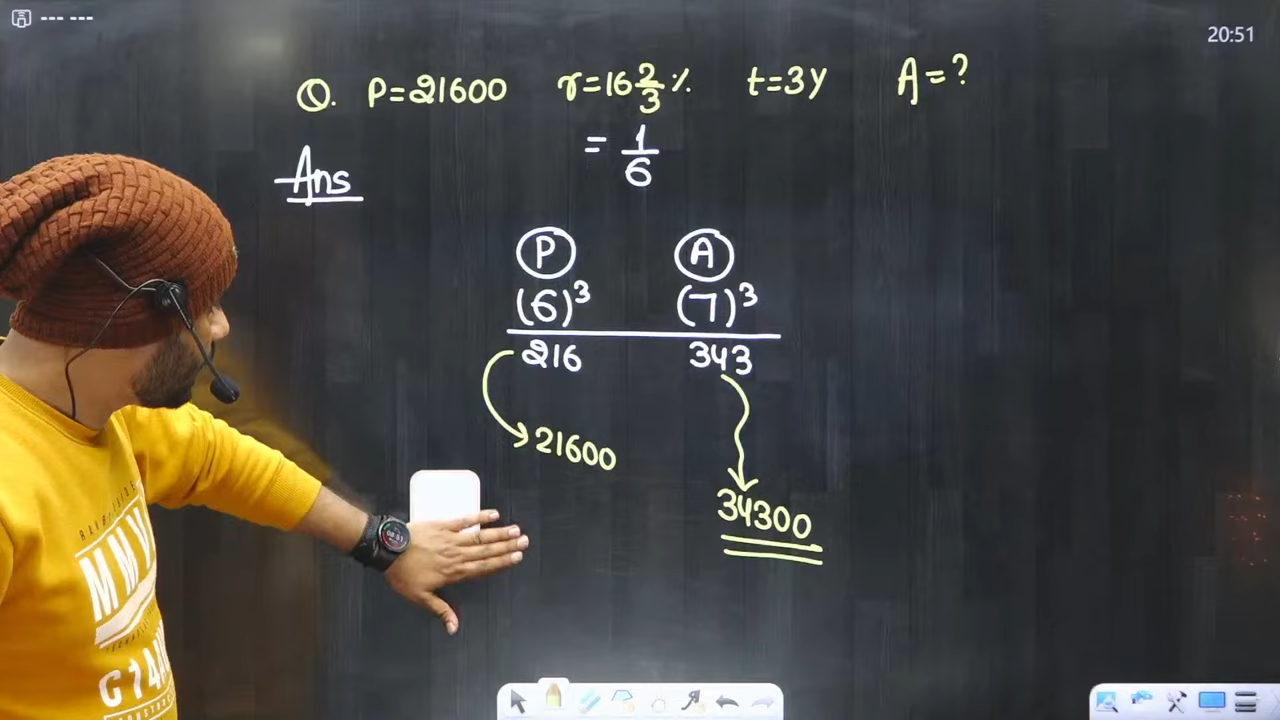 20:51
Q. P=21600 r=16 2/3 % t=3y A=?
= 1/6
Ans
P A
(6)³ (7)³
216 343
21600
34300